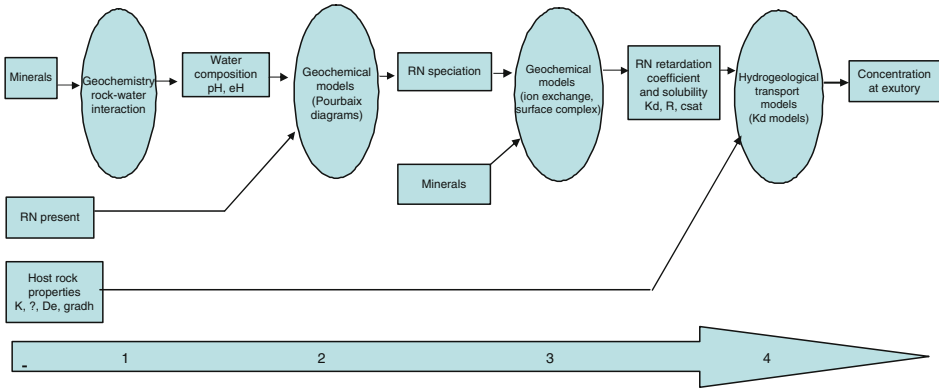 Minerals
Geochemistry
rock-water
interaction
Water
composition
pH, eH
Geochemical
models
(Pourbaix
diagrams)
RN speciation
Geochemical
models
(ion exchange,
surface complex)
RN retardation
coefficient
and solubility
Kd, R, csat
Hydrogeological
transport
models
(Kd models)
Concentration
at exutory
Minerals
RN present
Host rock
properties
K, ?, De, gradh
- 1 2 3 4